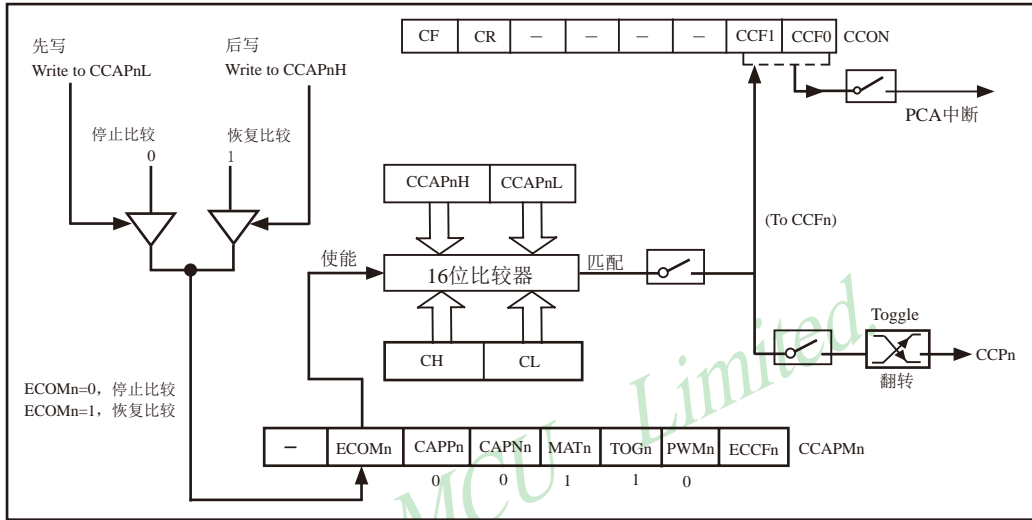 CF CR – – – – CCF1 CCF0 CCON
先写
Write to CCAPnL
后写
Write to CCAPnH
PCA中断
停止比较
0
恢复比较
1
CCAPnH CCAPnL
(To CCFn)
使能
16位比较器
匹配
CH CL
Toggle
翻转
CCPn
ECOMn=0，停止比较
ECOMn=1，恢复比较
– ECOMn CAPPn CAPNn MATn TOGn PWMn ECCFn CCAPMn
0 0 1 1 0
MCU Limited.